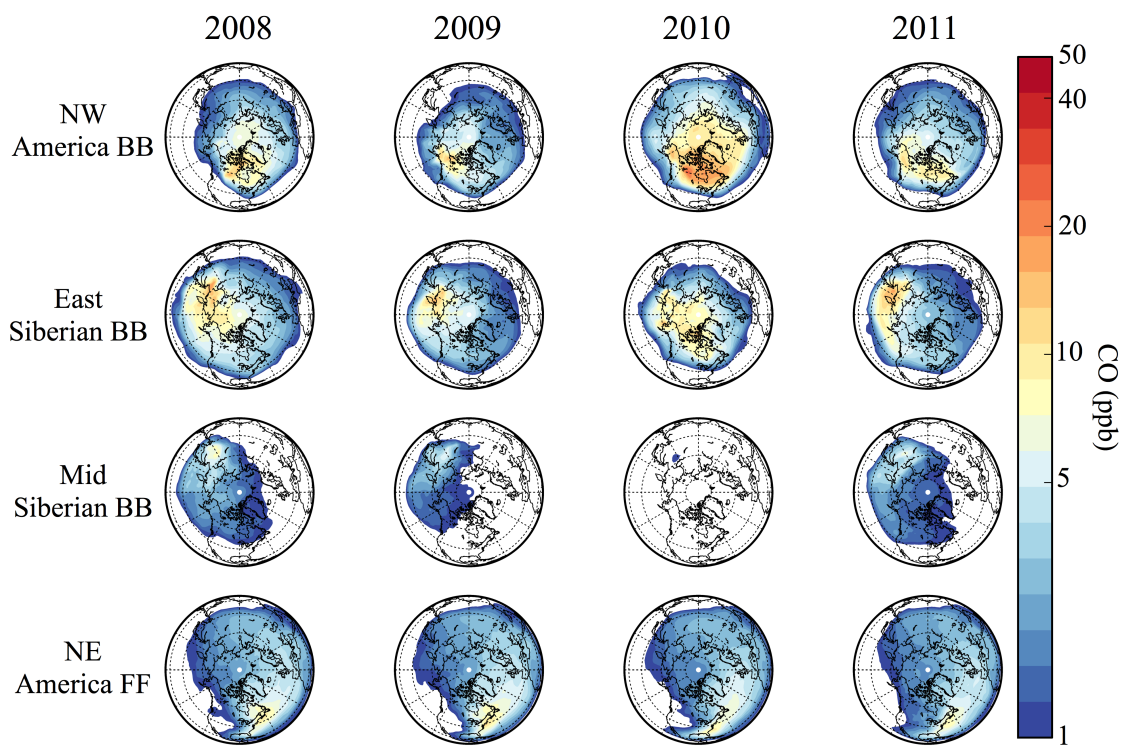 2008 2009 2010 2011
NW
America BB
East
Siberian BB
Mid
Siberian BB
NE
America FF
50
40
20
10
5
1
CO (ppb)